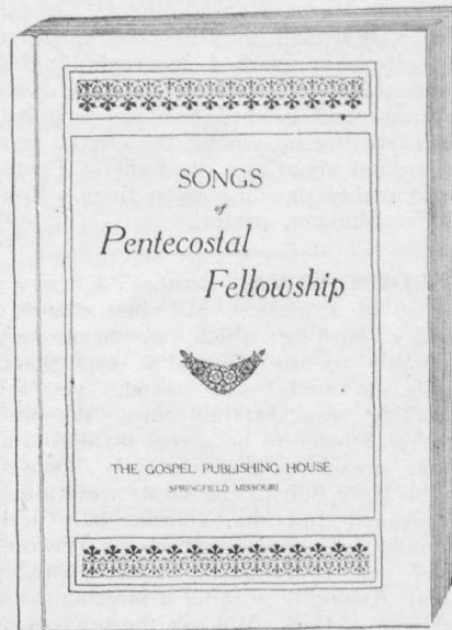 SONGS
of
Pentecostal
Fellowship
THE GOSPEL PUBLISHING HOUSE
SPRINGFIELD, MISSOURI